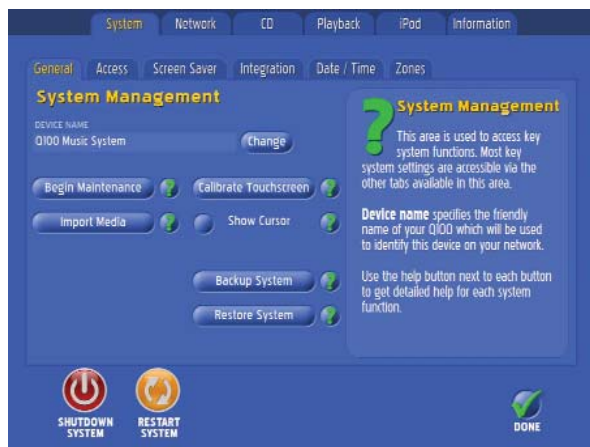 System Network CD Playback iPod Information
General Access Screen Saver Integration Date / Time Zones
System Management
DEVICE NAME
Q100 Music System
Change
Begin Maintenance ?
Calibrate Touchscreen ?
Import Media ?
Show Cursor ?
Backup System ?
Restore System ?
? System Management
This area is used to access key
system functions. Most key
system settings are accessible via the
other tabs available in this area.
Device name specifies the friendly
name of your Q100 which will be used
to identify this device on your network.
Use the help button next to each button
to get detailed help for each system
function.
SHUTDOWN
SYSTEM
RESTART
SYSTEM
DONE